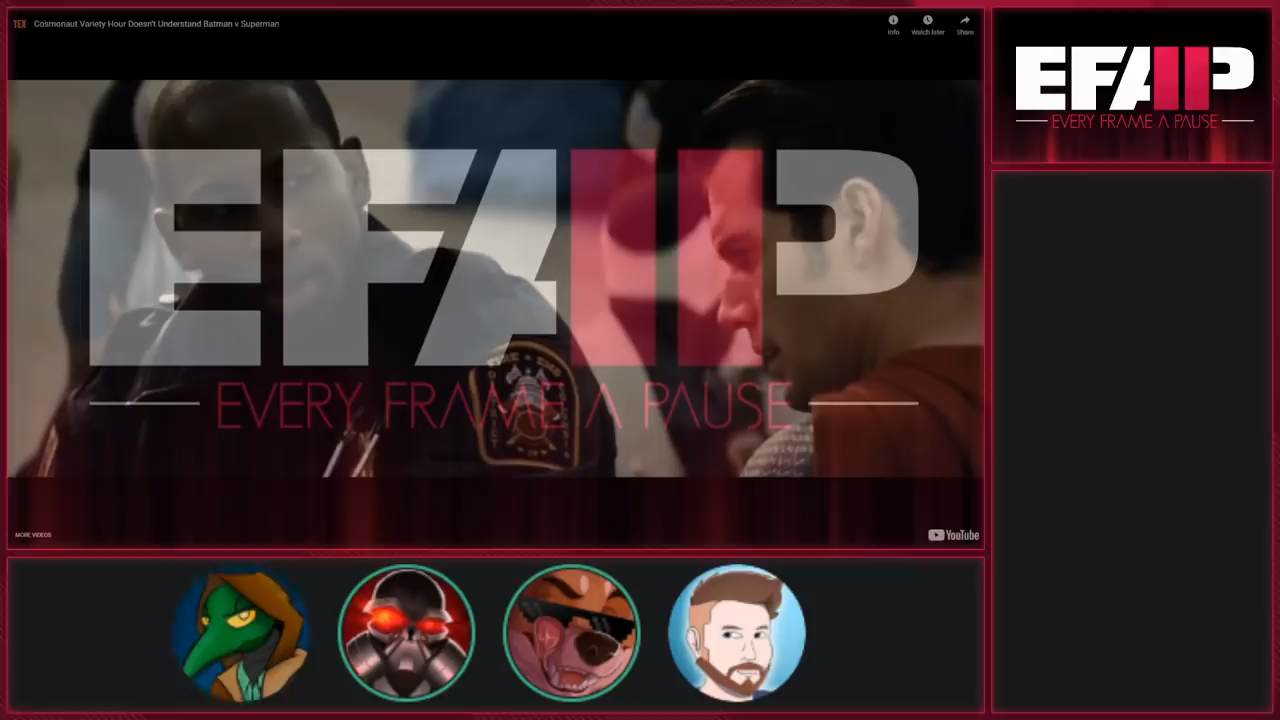 TEX Cosmonaut Variety Hour Doesn't Understand Batman v Superman
Info
Watch later
Share
EFAP
EVERY FRAME A PAUSE
EFAP
EVERY FRAME A PAUSE
MORE VIDEOS
YouTube